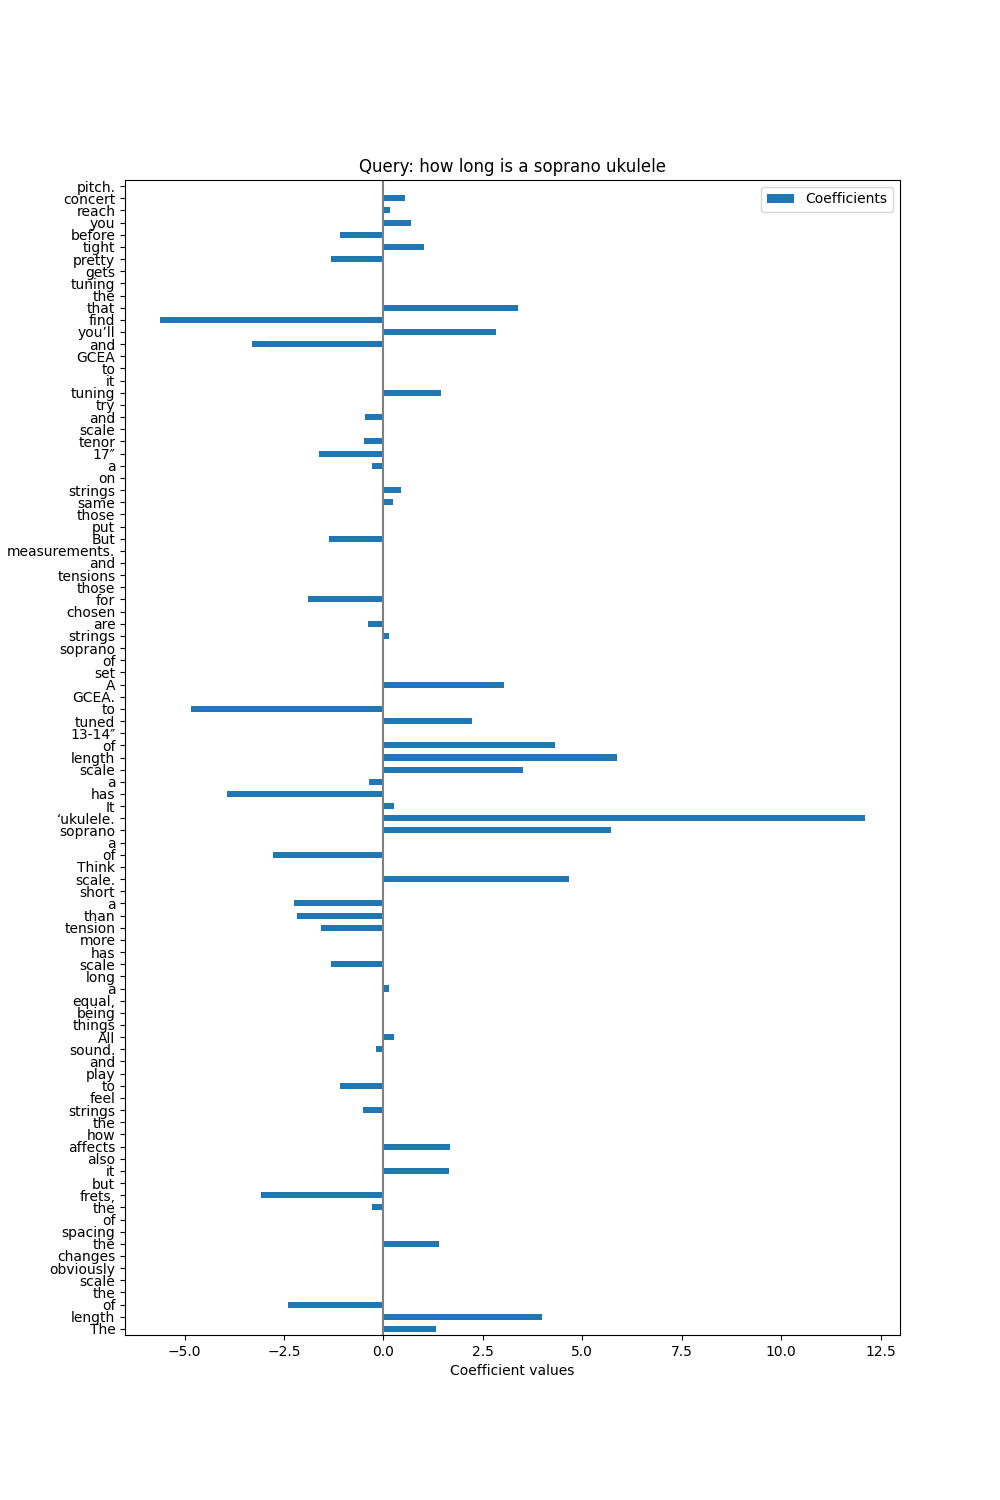 Query: how long is a soprano ukulele
Coefficients
pitch.
concert
reach
you
before
tight
pretty
gets
tuning
the
that
find
you’ll
and
GCEA
to
it
tuning
try
and
scale
tenor
17″
a
on
strings
same
those
put
But
measurements.
and
tensions
those
for
chosen
are
strings
soprano
of
set
A
GCEA.
to
tuned
13-14″
of
length
scale
a
has
It
‘ukulele.
soprano
a
of
Think
scale.
short
a
than
tension
more
has
scale
long
a
equal,
being
things
All
sound.
and
play
to
feel
strings
the
how
affects
also
it
but
frets,
the
of
spacing
the
changes
obviously
scale
the
of
length
The
−5.0 −2.5 0.0 2.5 5.0 7.5 10.0 12.5
Coefficient values